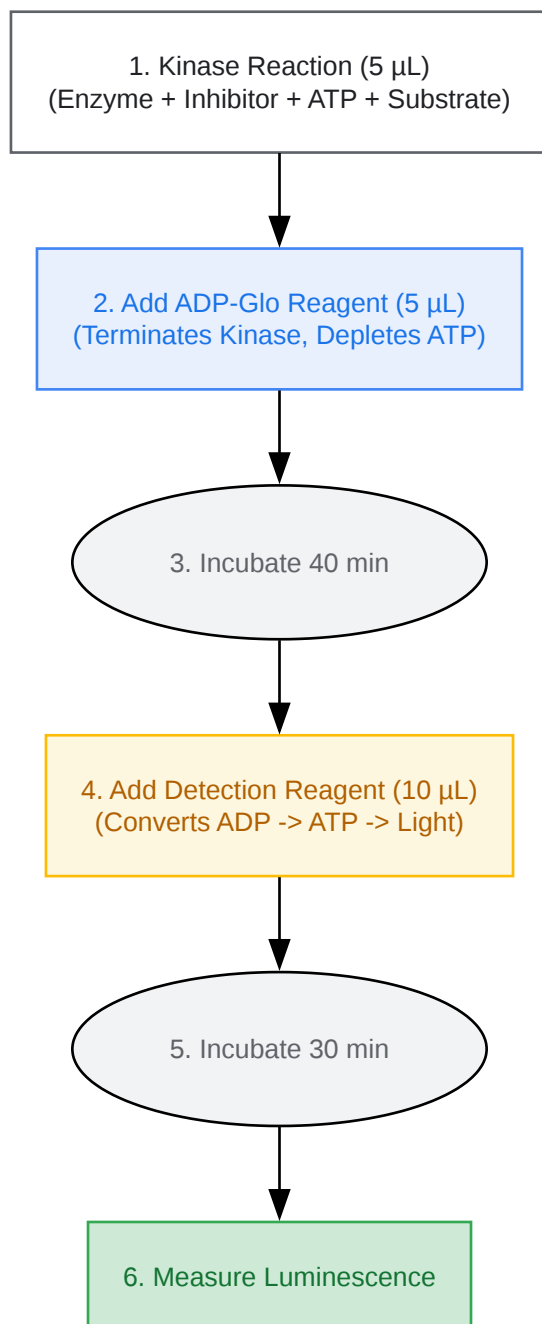 1. Kinase Reaction (5 µL)
(Enzyme + Inhibitor + ATP + Substrate)
2. Add ADP-Glo Reagent (5 µL)
(Terminates Kinase, Depletes ATP)
3. Incubate 40 min
4. Add Detection Reagent (10 µL)
(Converts ADP -> ATP -> Light)
5. Incubate 30 min
6. Measure Luminescence